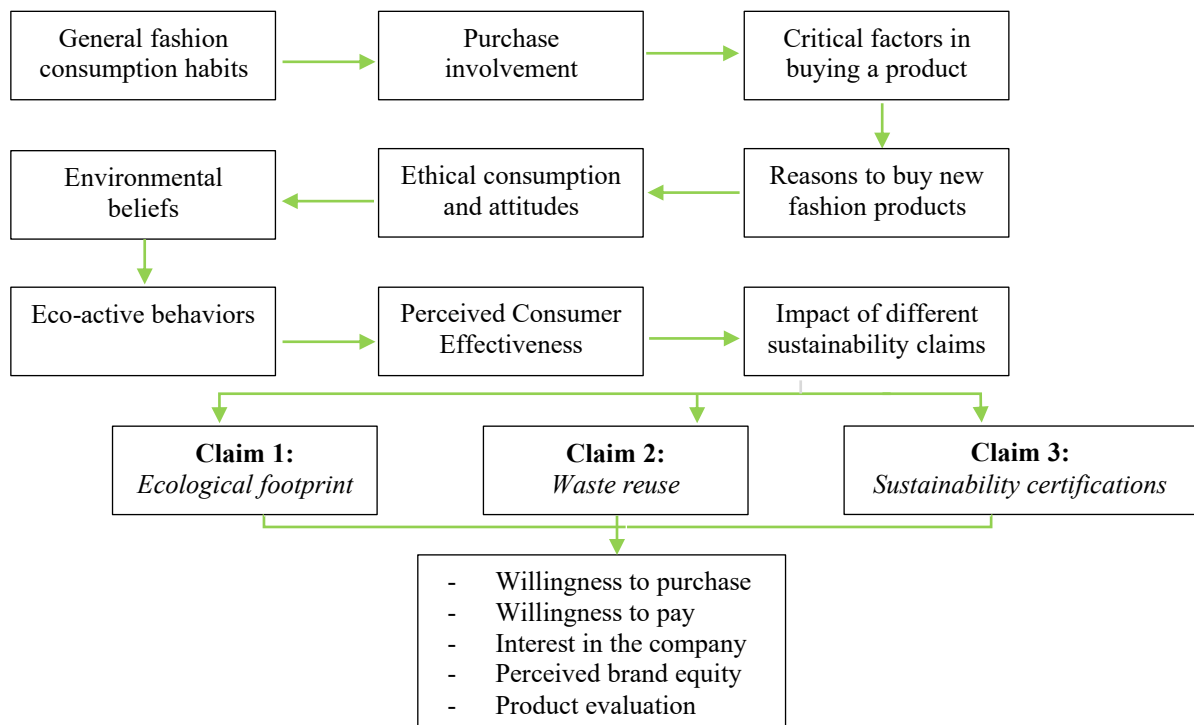 General fashion
consumption habits
Purchase
involvement
Critical factors in
buying a product
Environmental
beliefs
Ethical consumption
and attitudes
Reasons to buy new
fashion products
Eco-active behaviors
Perceived Consumer
Effectiveness
Impact of different
sustainability claims
Claim 1:
Ecological footprint
Claim 2:
Waste reuse
Claim 3:
Sustainability certifications
- Willingness to purchase
- Willingness to pay
- Interest in the company
- Perceived brand equity
- Product evaluation